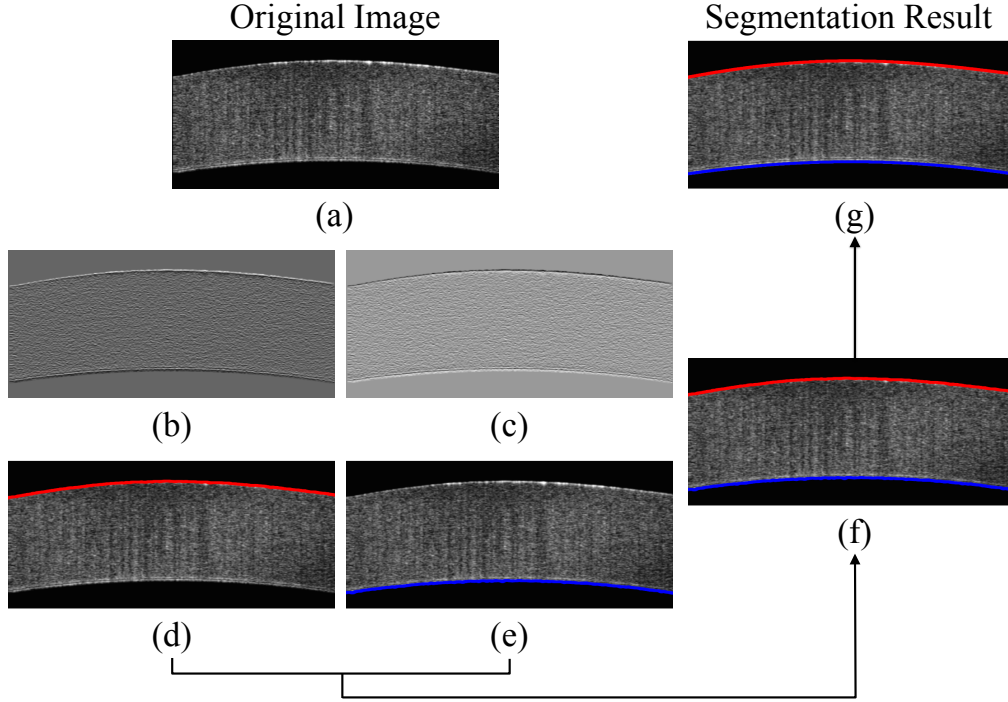 Original Image
Segmentation Result
(a)
(g)
(b)
(c)
(f)
(d)
(e)